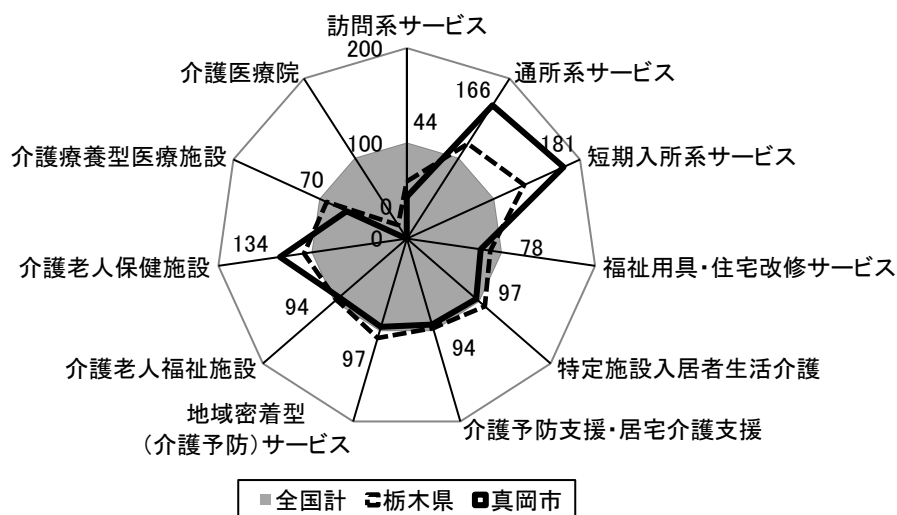 訪問系サービス
200
介護医療院
通所系サービス
166
44
100
181
短期入所系サービス
介護療養型医療施設
70
0
0
134
78
介護老人保健施設
福祉用具・住宅改修サービス
94
97
介護老人福祉施設
特定施設入居者生活介護
97
94
地域密着型
(介護予防)サービス
介護予防支援・居宅介護支援
全国計 栃木県 真岡市